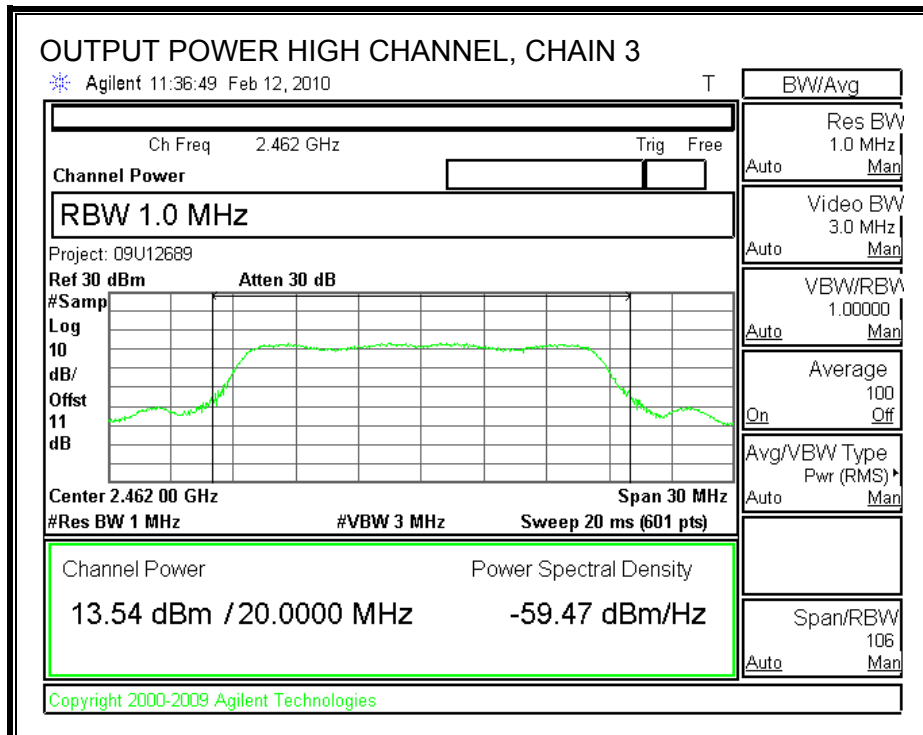 OUTPUT POWER HIGH CHANNEL, CHAIN 3
Agilent 11:36:49 Feb 12, 2010 T
Ch Freq 2.462 GHz Trig Free
Channel Power
RBW 1.0 MHz
Project: 09U12689
Ref 30 dBm Atten 30 dB
#Samp
Log
10
dB/
Offst
11
dB
Center 2.462 00 GHz Span 30 MHz
#Res BW 1 MHz #VBW 3 MHz Sweep 20 ms (601 pts)
Channel Power Power Spectral Density
13.54 dBm / 20.0000 MHz -59.47 dBm/Hz
Copyright 2000-2009 Agilent Technologies
BW/Avg
Res BW
1.0 MHz
Auto Man
Video BW
3.0 MHz
Auto Man
VBW/RBW
1.00000
Auto Man
Average
100
On Off
Avg/VBW Type
Pwr (RMS)
Auto Man
Span/RBW
106
Auto Man